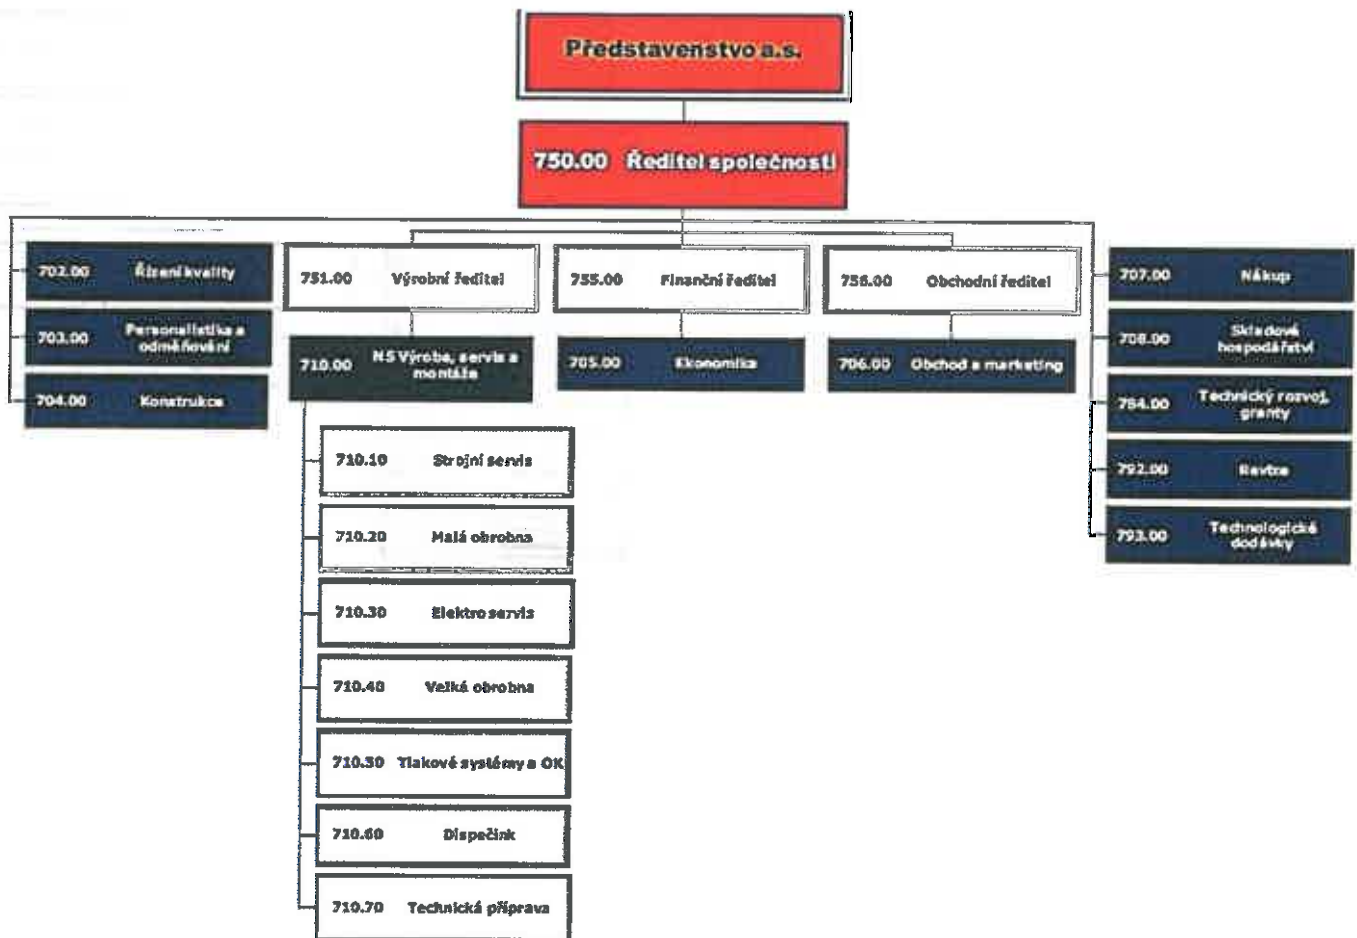 Představenstvo a.s.
750.00 Ředitel společnosti
702.00 Řízení kvality
703.00 Personalistika a
odměňování
704.00 Konstrukce
751.00 Výrobní ředitel
710.00 NS Výroba, servis a
montáže
755.00 Finanční ředitel
705.00 Ekonomika
756.00 Obchodní ředitel
706.00 Obchod a marketing
707.00 Nákup
708.00 Skladové
hospodářství
784.00 Technický rozvoj,
granty
792.00 Revize
793.00 Technologické
dodávky
710.10 Strojní servis
710.20 Malá obrobna
710.30 Elektro servis
710.40 Velká obrobna
710.50 Tlakové systémy a OK
710.60 Dispečink
710.70 Technická příprava